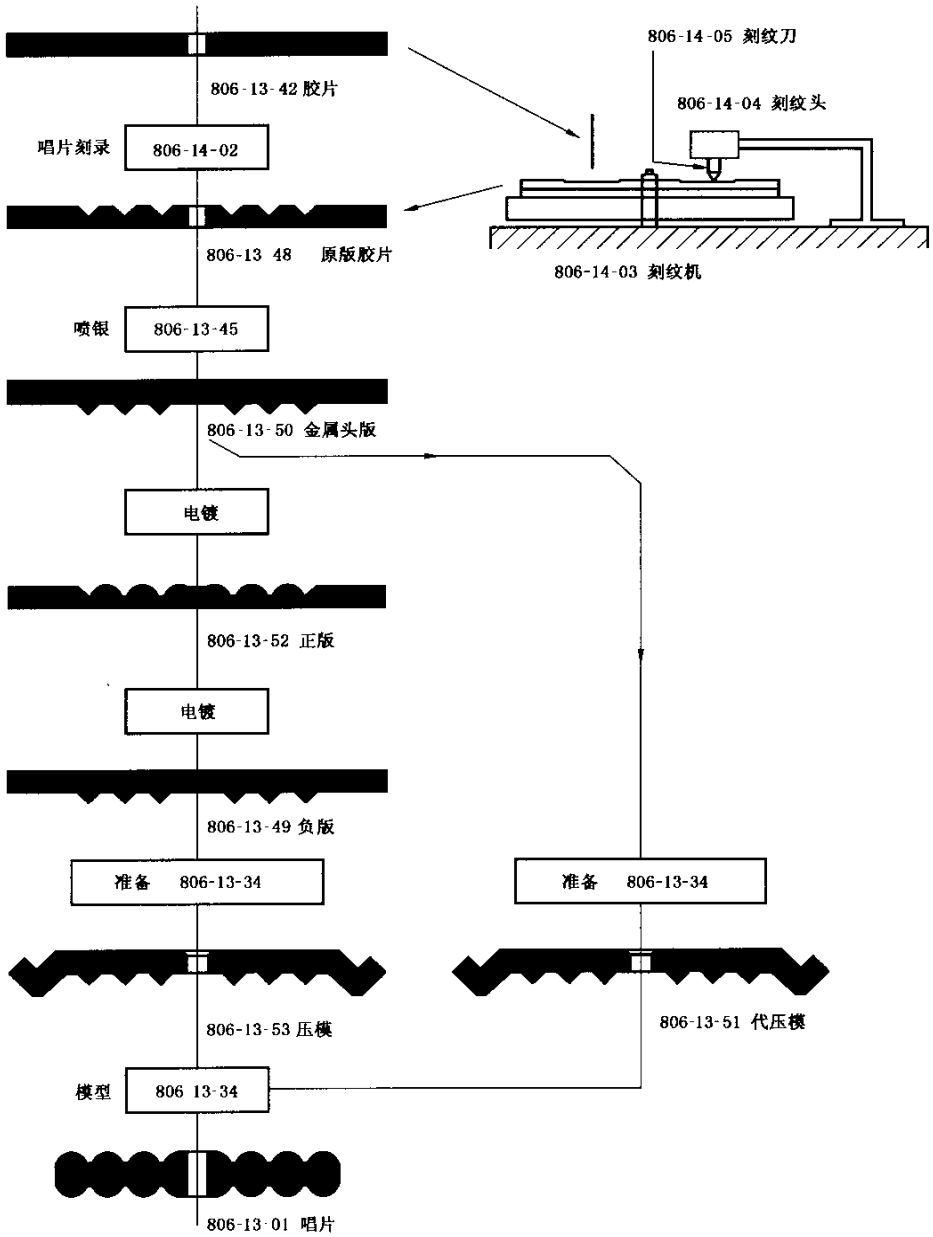 806-14-05 刻纹刀
806-13-42 胶片
806-14-04 刻纹头
唱片刻录 806-14-02
806-13 48 原版胶片
806-14-03 刻纹机
喷银 806-13-45
806-13-50 金属头版
电镀
806-13-52 正版
电镀
806-13-49 负版
准备 806-13-34
准备 806-13-34
806-13-53 压模
806-13-51 代压模
模型 806 13-34
806-13-01 唱片